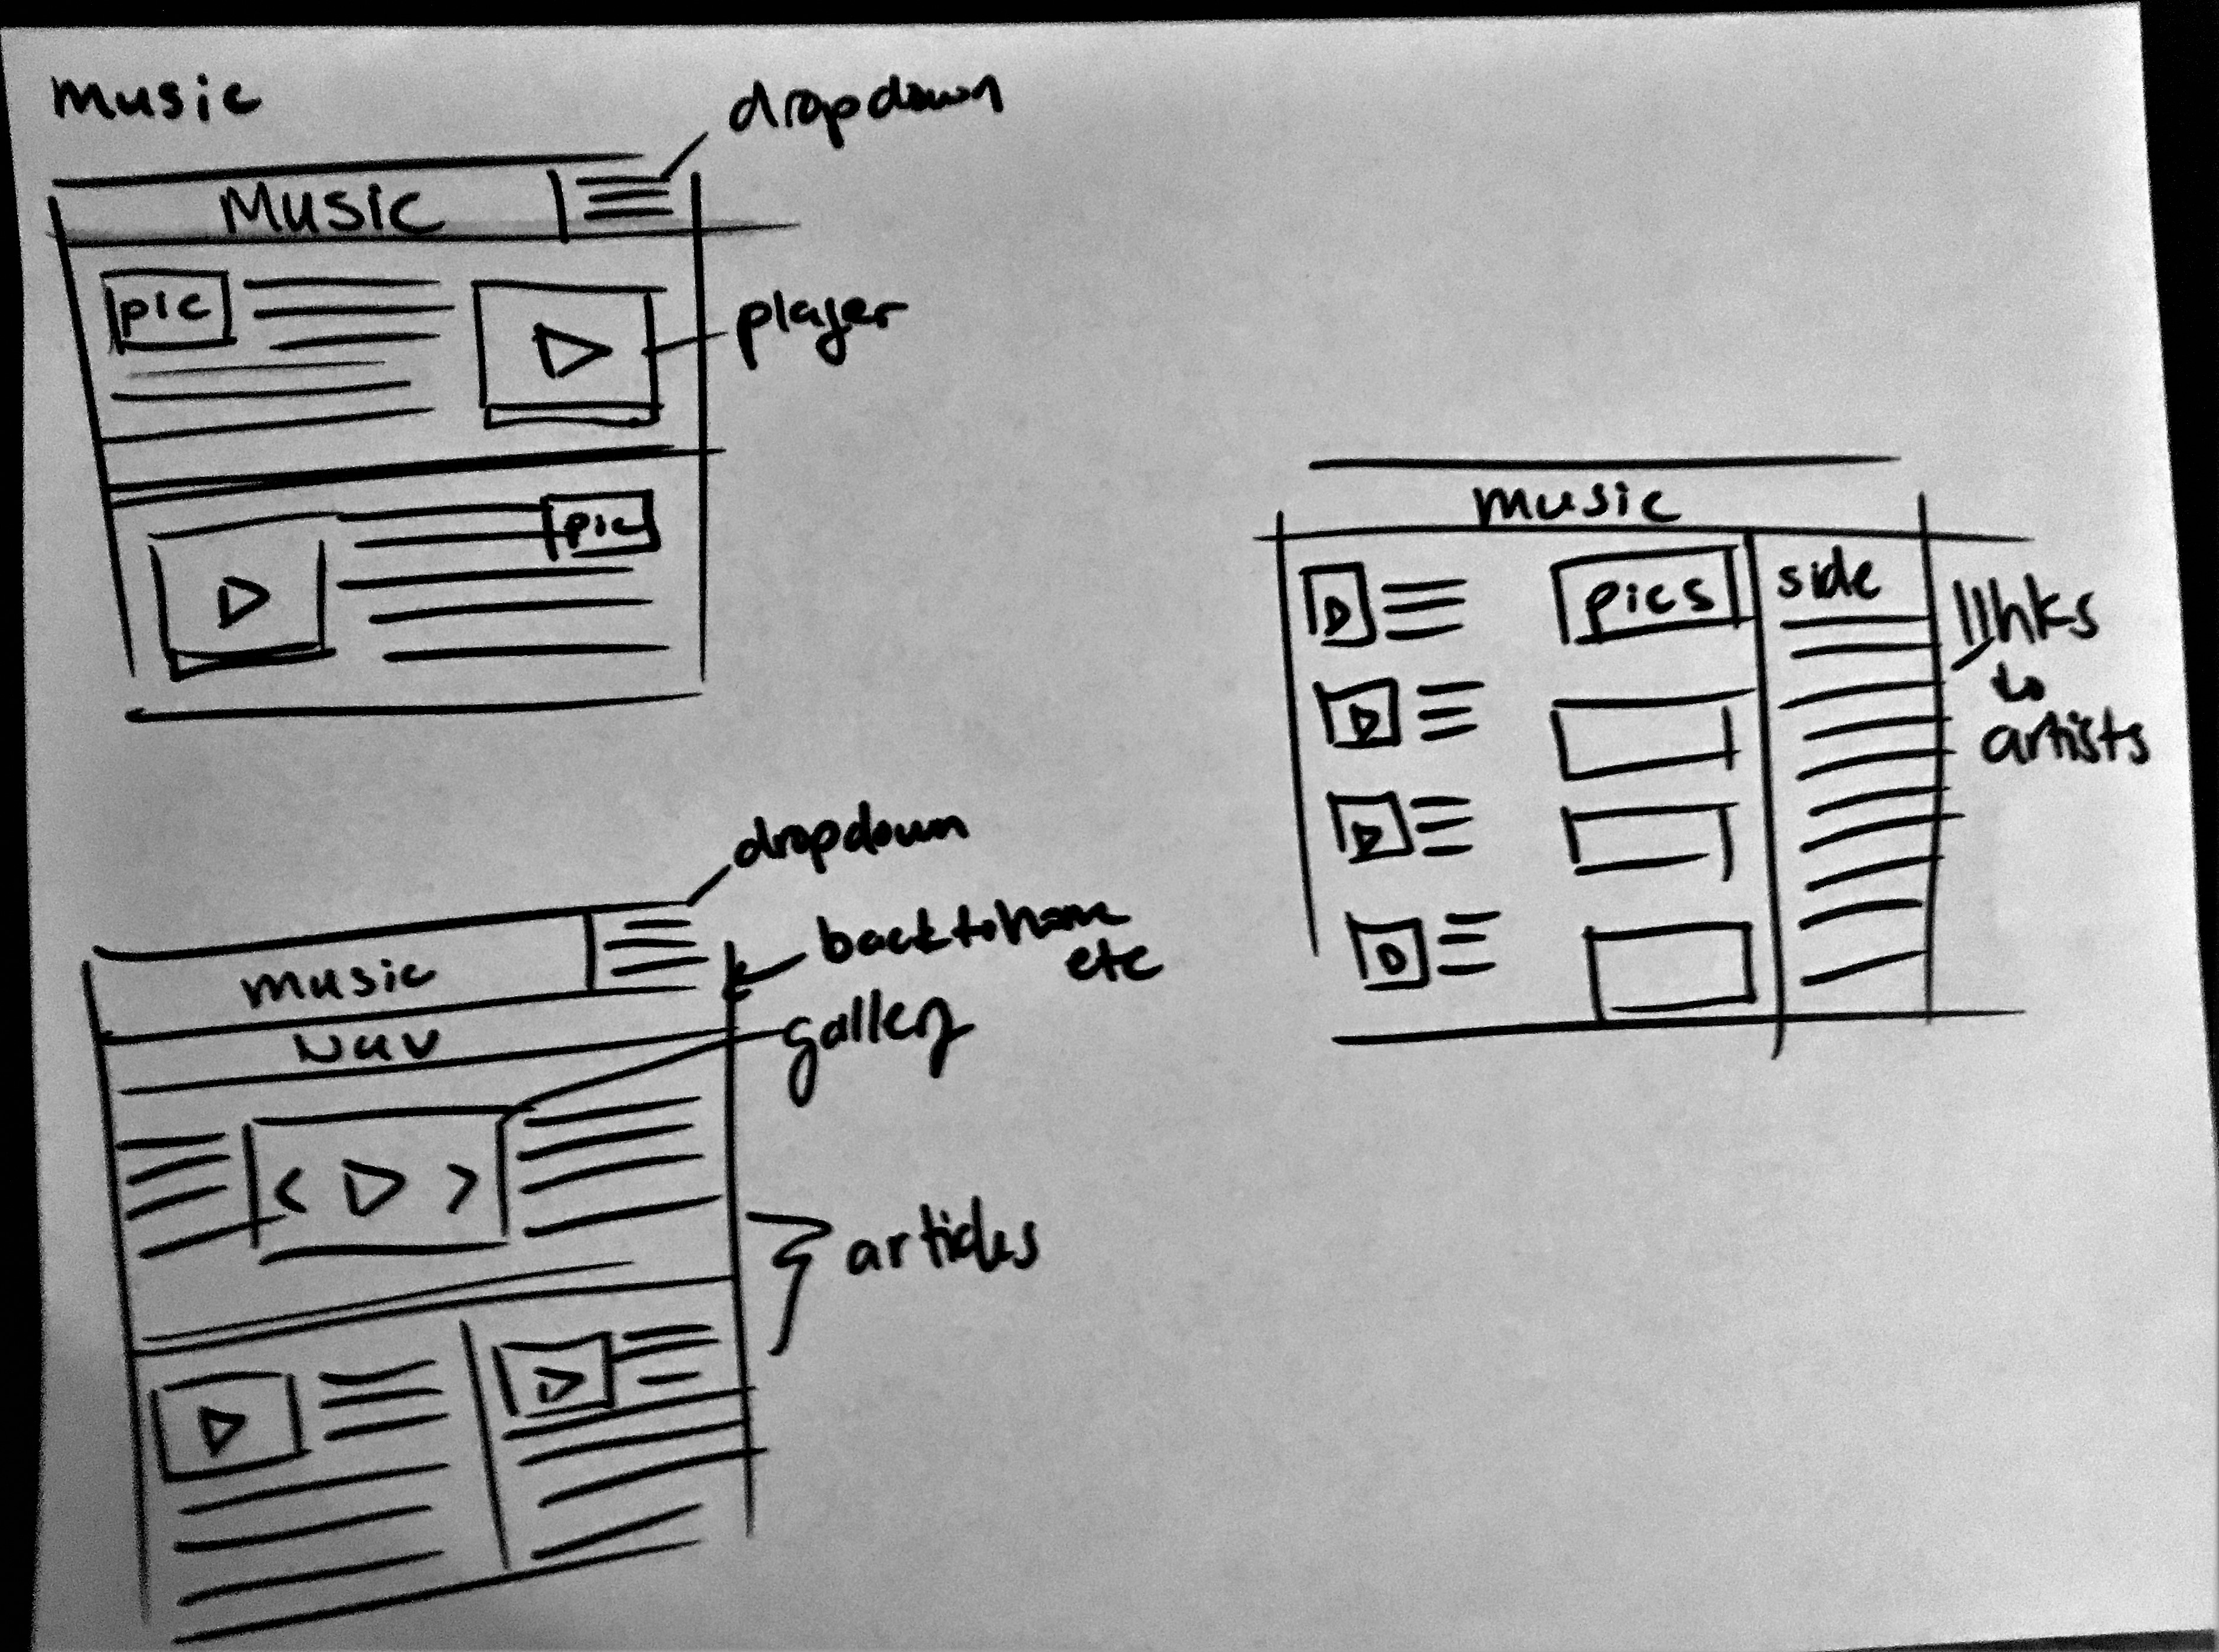 music
dropdown
MUSIC
pic
player
pic
music
pics
side
links
to
artists
dropdown
back to home
etc
music
Nav
gallery
articles